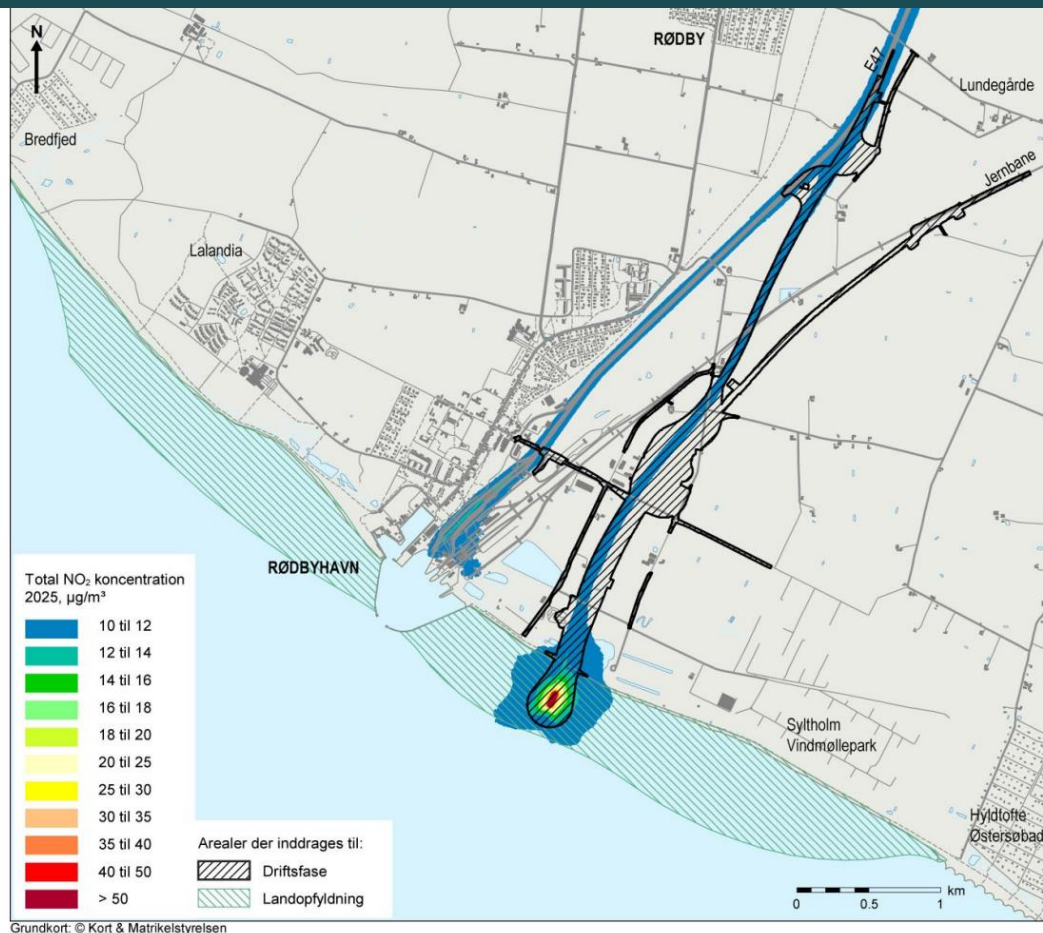 N
RØDBY
E47
Lundegårde
Bredfjed
Jernbane
Lalandia
RØDBYHAVN
Syltholm
Vindmøllepark
Hyldtofte
Østersøbad
Total NO₂ koncentration
2025, µg/m³
10 til 12
12 til 14
14 til 16
16 til 18
18 til 20
20 til 25
25 til 30
30 til 35
35 til 40
40 til 50
> 50
Arealer der inddrages til:
Driftsfase
Landopfyldning
km
0 0.5 1
Grundkort: © Kort & Matrikelstyrelsen